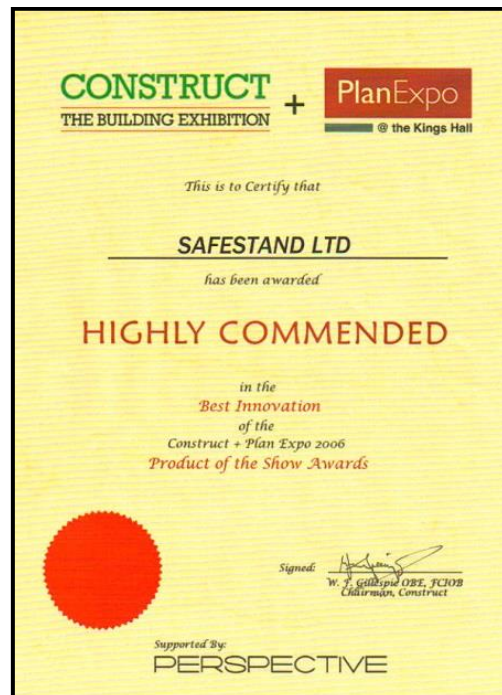 CONSTRUCT
THE BUILDING EXHIBITION
+
PlanExpo
@ the Kings Hall
This is to Certify that
SAFESTAND LTD
has been awarded
HIGHLY COMMENDED
in the
Best Innovation
of the
Construct + Plan Expo 2006
Product of the Show Awards
Signed:
W. F. Gillespie OBE, FCIOB
Chairman, Construct
Supported By:
PERSPECTIVE